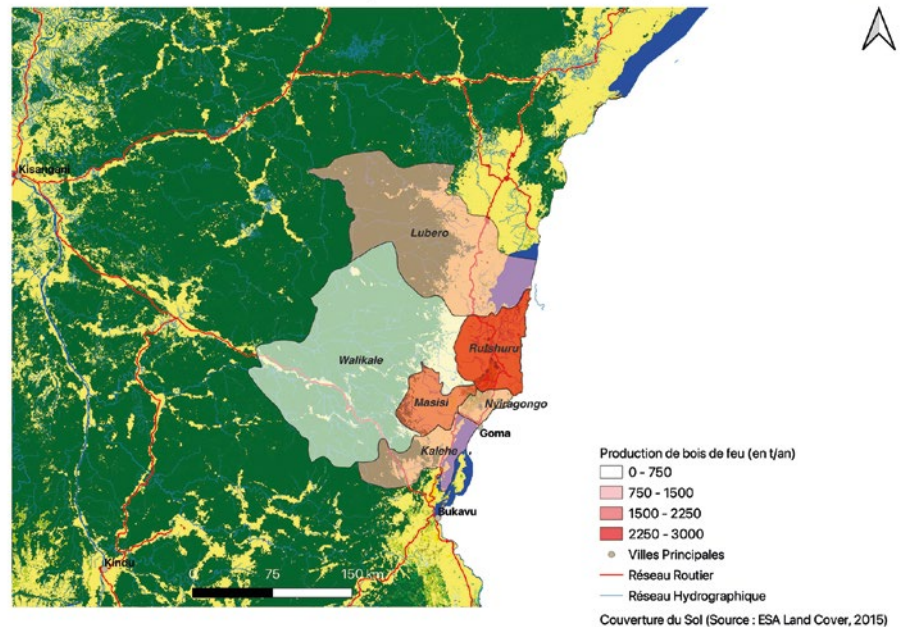 Kisangani
Lubero
Walikale
Rutshuru
Masisi
Nyiragongo
Goma
Kalehe
Bukavu
Kindu
0 75 150 km
Production de bois de feu (en t/an)
0 - 750
750 - 1500
1500 - 2250
2250 - 3000
Villes Principales
Réseau Routier
Réseau Hydrographique
Couverture du Sol (Source : ESA Land Cover, 2015)